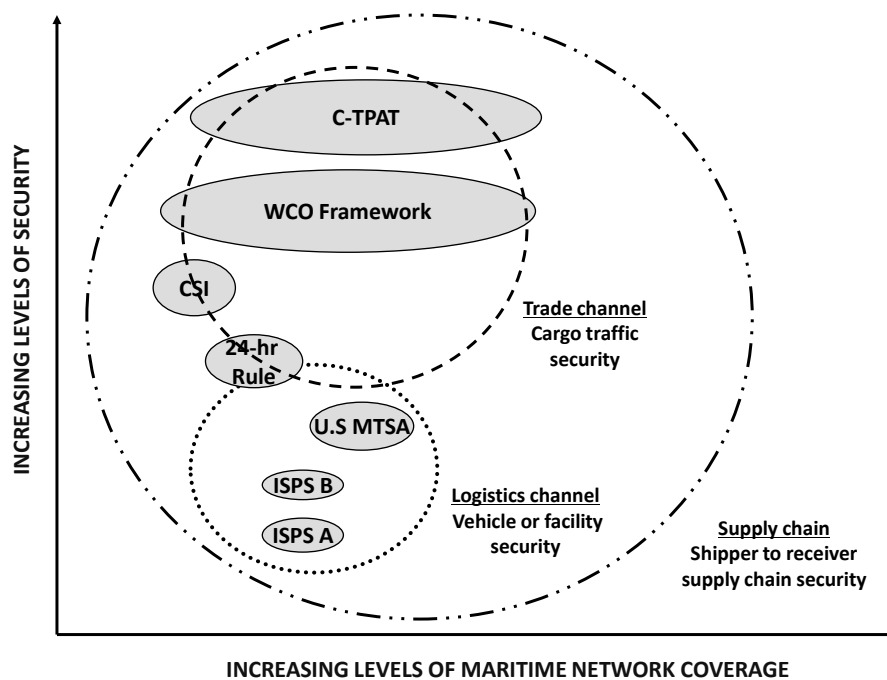 INCREASING LEVELS OF SECURITY
C-TPAT
WCO Framework
CSI
24-hr
Rule
Trade channel
Cargo traffic
security
U.S MTSA
ISPS B
ISPS A
Logistics channel
Vehicle or facility
security
Supply chain
Shipper to receiver
supply chain security
INCREASING LEVELS OF MARITIME NETWORK COVERAGE